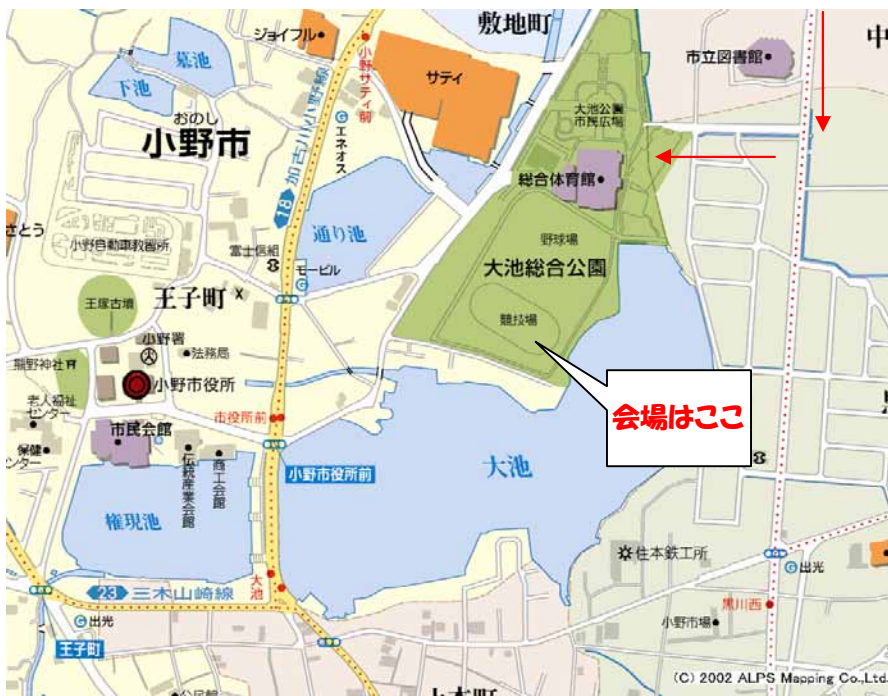 ジョイフル
敷地町
中
市立図書館
小野サティ前
サティ
墓池
下池
おのし
小野市
加古川小野線
18
エネオス
大池公園
市民広場
総合体育館
通り池
さとう
小野自動車教習所
富士信組
モービル
野球場
大池総合公園
王塚古墳
王子町
競技場
小野署
法務局
熊野神社
小野市役所
老人福祉
センター
市役所前
会場はここ
市民会館
保健
ンター
伝統産業会館
商工会館
小野市役所前
大池
権現池
住本鉄工所
出光
大池
23
三木山崎線
黒川西
出光
小野市場
王子町
(C) 2002 ALPS Mapping Co.,Ltd.